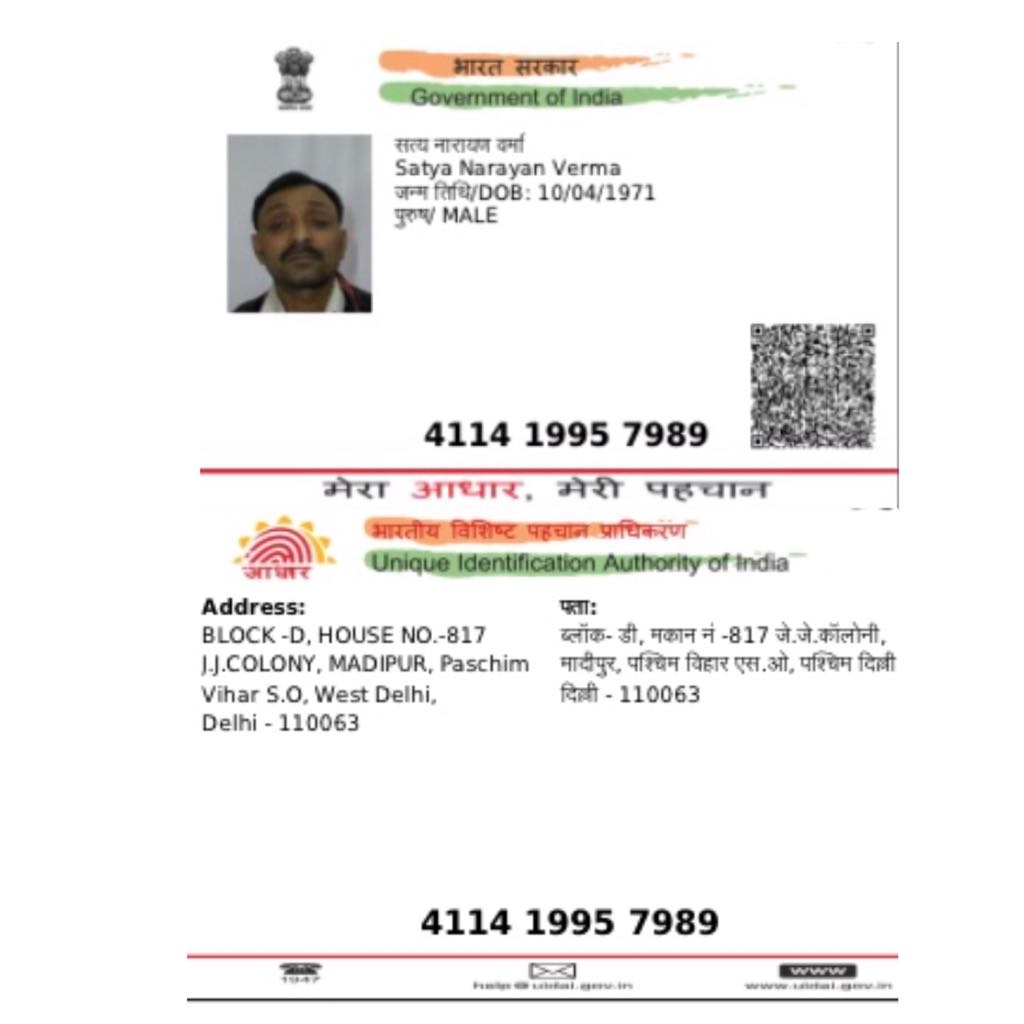 भारत सरकार
Government of India
सत्य नारायण वर्मा
Satya Narayan Verma
जन्म तिथि/DOB: 10/04/1971
पुरुष/ MALE
4114 1995 7989
मेरा आधार, मेरी पहचान
भारतीय विशिष्ट पहचान प्राधिकरण
आधार
Unique Identification Authority of India
Address:
BLOCK -D, HOUSE NO.-817
J.J.COLONY, MADIPUR, Paschim
Vihar S.O, West Delhi,
Delhi - 110063
पता:
ब्लॉक- डी, मकान नं -817 जे.जे.कॉलोनी,
मादीपुर, पश्चिम विहार एस.ओ, पश्चिम दिल्ली
दिल्ली - 110063
4114 1995 7989
1947
help@uidai.gov.in
www
www.uidai.gov.in